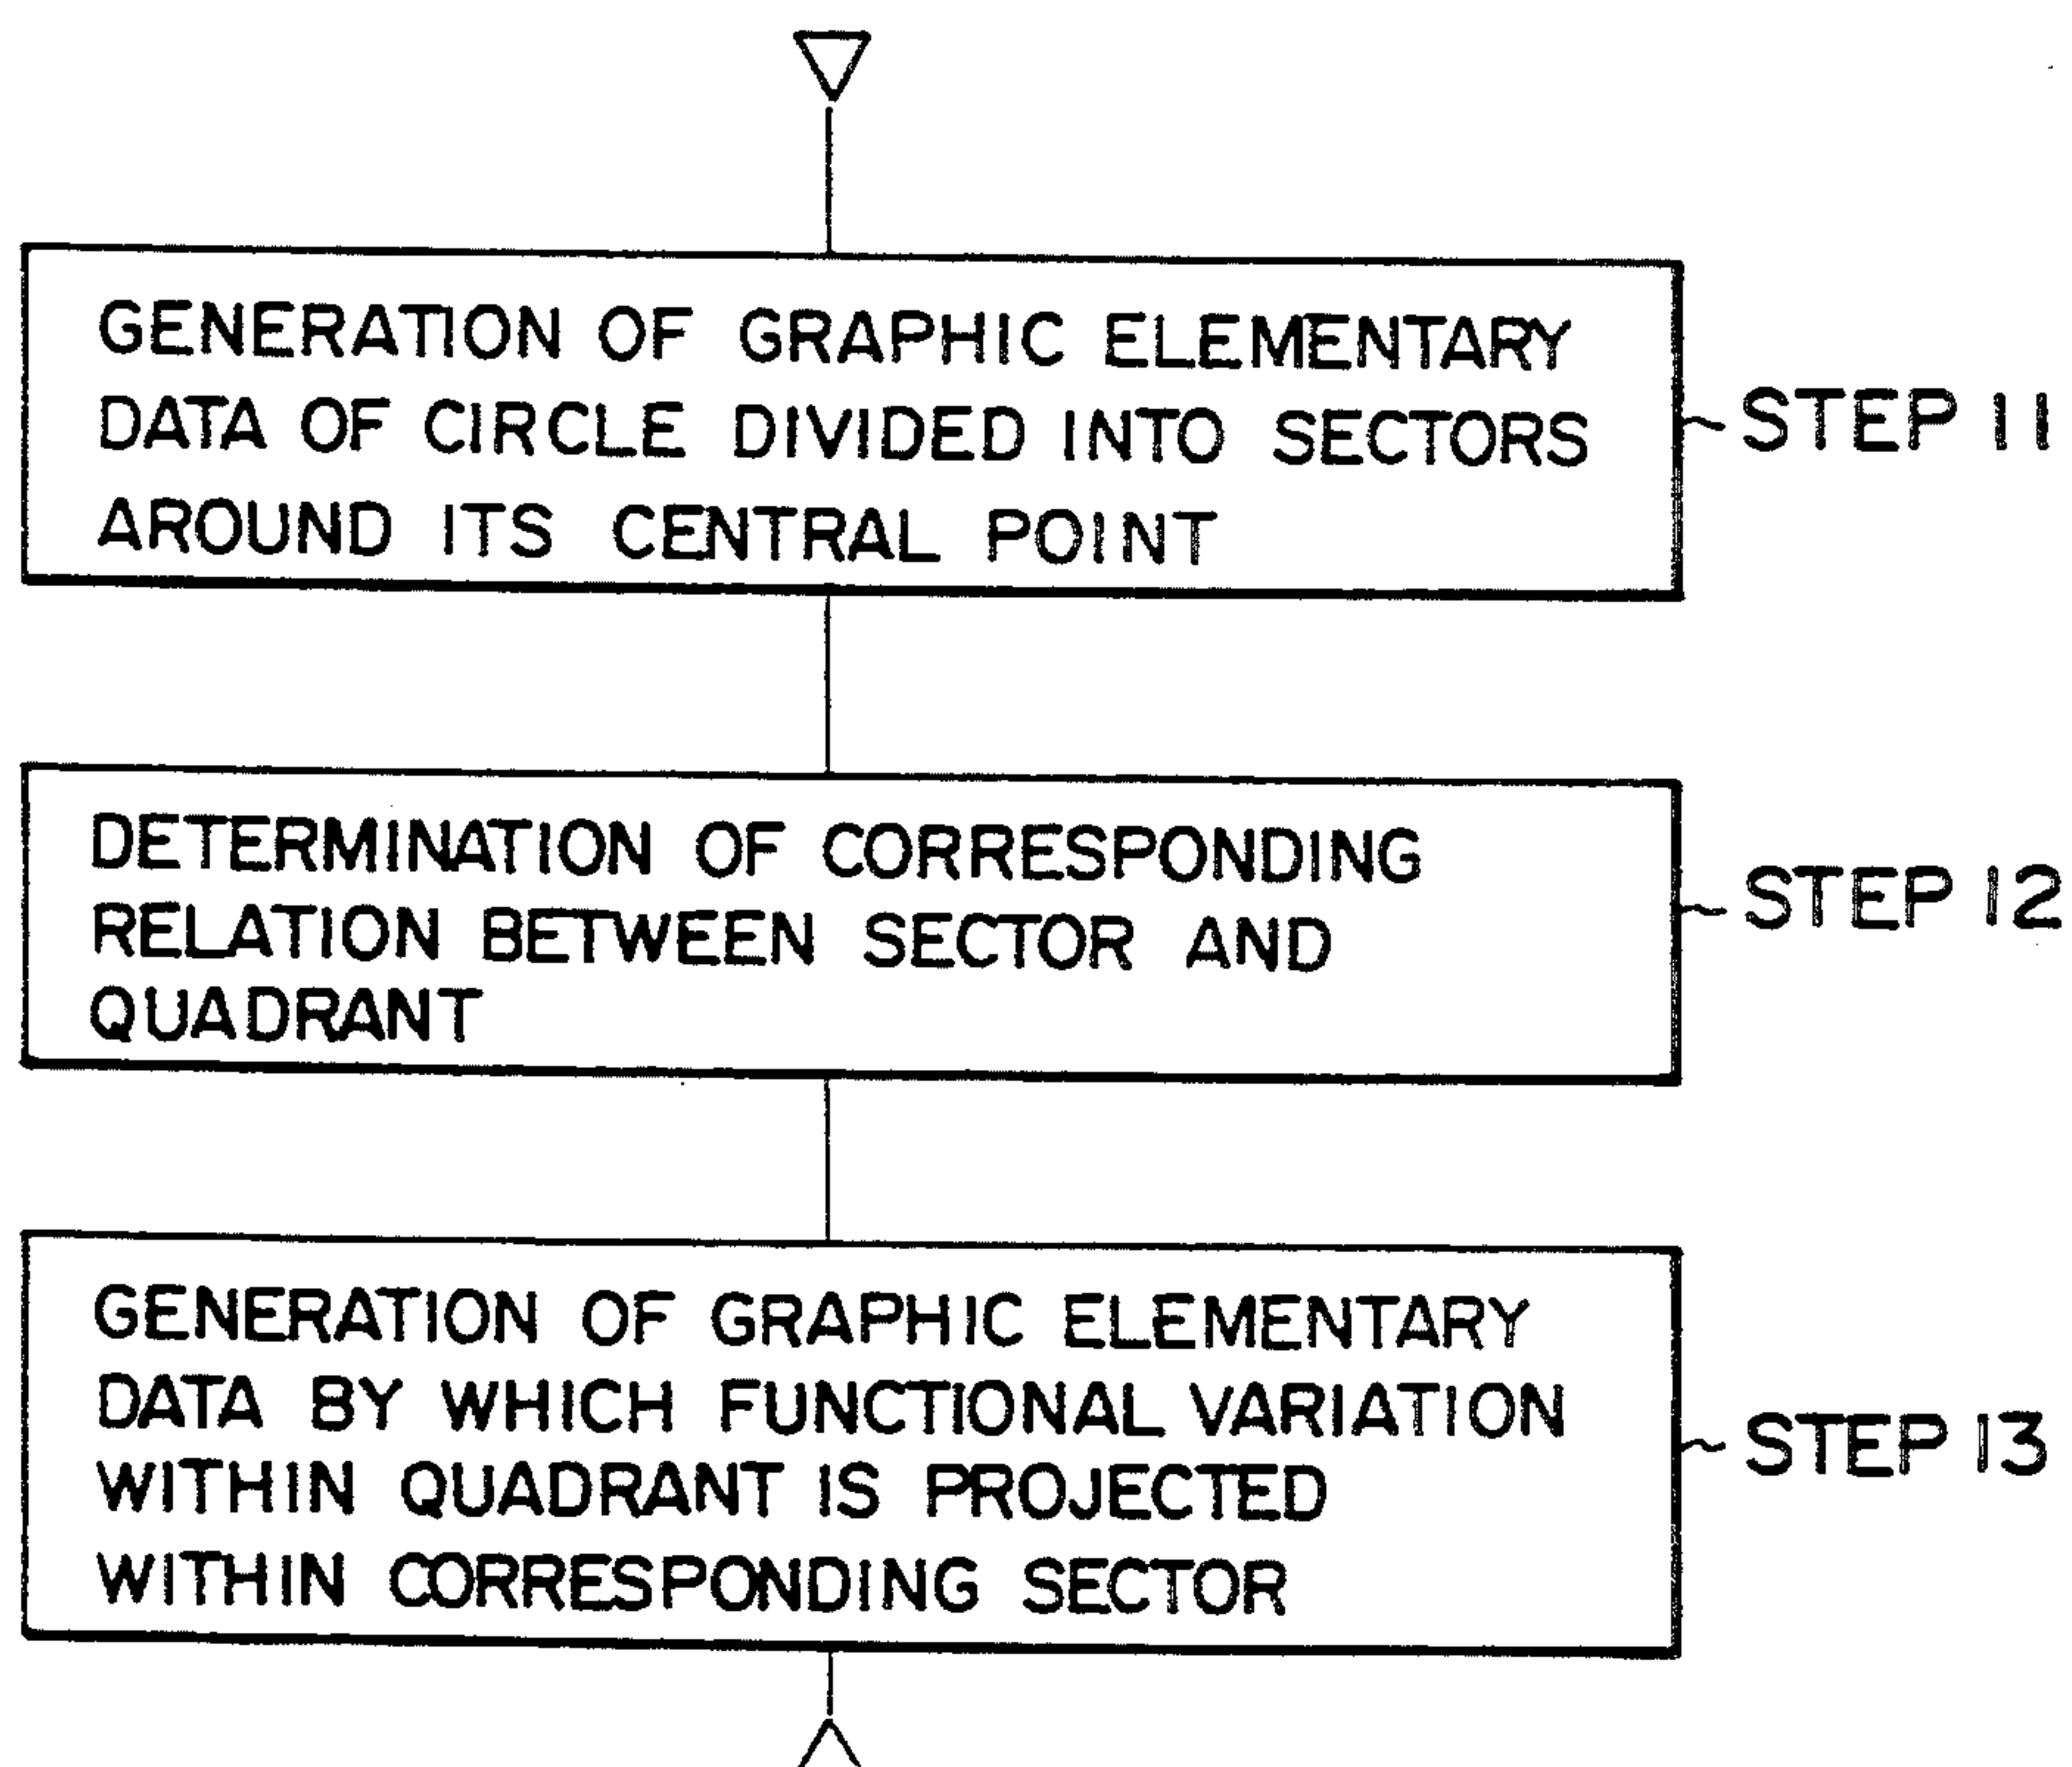 GENERATION OF GRAPHIC ELEMENTARY
DATA OF CIRCLE DIVIDED INTO SECTORS
AROUND ITS CENTRAL POINT
STEP 11
DETERMINATION OF CORRESPONDING
RELATION BETWEEN SECTOR AND
QUADRANT
STEP 12
GENERATION OF GRAPHIC ELEMENTARY
DATA BY WHICH FUNCTIONAL VARIATION
WITHIN QUADRANT IS PROJECTED
WITHIN CORRESPONDING SECTOR
STEP 13